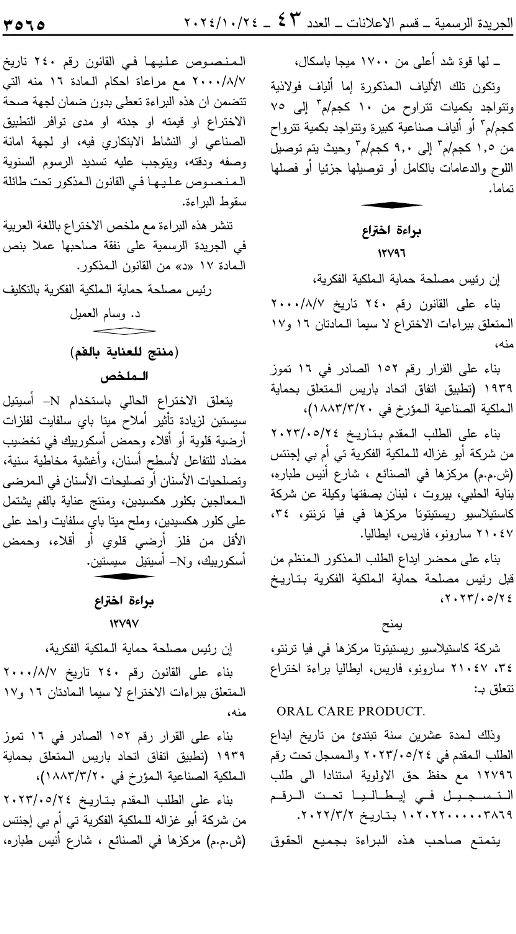 الجريدة الرسمية ــ قسم الاعلانات ــ العدد ٤٣ ــ ٢٠٢٤/١٠/٢٤
٣٥٦٥
ــ لها قوة شد أعلى من ١٧٠٠ ميجا باسكال،
وتكون تلك الألياف المذكورة إما ألياف فولاذية
وتتواجد بكميات تتراوح من ١٠ كجم/م٣ إلى ٧٥
كجم/م٣ أو ألياف صناعية كبيرة وتتواجد بكمية تتراوح
من ١,٥ كجم/م٣ إلى ٩,٠ كجم/م٣ وحيث يتم توصيل
اللوح والدعامات بالكامل أو توصيلها جزئيا أو فصلها
تماما.
براءة اختراع
١٢٧٩٦
إن رئيس مصلحة حماية الملكية الفكرية،
بناء على القانون رقم ٢٤٠ تاريخ ٢٠٠٠/٨/٧
المتعلق ببراءات الاختراع لا سيما المادتان ١٦ و١٧
منه،
بناء على القرار رقم ١٥٢ الصادر في ١٦ تموز
١٩٣٩ (تطبيق اتفاق اتحاد باريس المتعلق بحماية
الملكية الصناعية المؤرخ في ١٨٨٣/٣/٢٠)،
بناء على الطلب المقدم بتاريخ ٢٠٢٣/٠٥/٢٤
من شركة أبو غزاله للملكية الفكرية تي أم بي إجنتس
(ش.م.م) مركزها في الصنائع ، شارع أنيس طباره،
بناية الحلبي، بيروت ، لبنان بصفتها وكيلة عن شركة
كاستيلاسيو ريستيتوتا مركزها في فيا ترنتو، ٣٤،
٢١٠٤٧ سارونو، فاريس، ايطاليا.
بناء على محضر ايداع الطلب المذكور المنظم من
قبل رئيس مصلحة حماية الملكية الفكرية بتاريخ
٢٠٢٣/٠٥/٢٤،
يمنح
شركة كاستيلاسيو ريستيتوتا مركزها في فيا ترنتو،
٣٤، ٢١٠٤٧ سارونو، فاريس، ايطاليا براءة اختراع
تتعلق بـ:
ORAL CARE PRODUCT.
وذلك لمدة عشرين سنة تبتدئ من تاريخ ايداع
الطلب المقدم في ٢٠٢٣/٠٥/٢٤ والمسجل تحت رقم
١٢٧٩٦ مع حفظ حق الاولوية استنادا الى طلب
التسجيل في إيطاليا تحت الرقم
١٠٢٠٢٢٠٠٠٠٠٣٨٦٩ بتاريخ ٢٠٢٢/٣/٢.
يتمتع صاحب هذه البراءة بجميع الحقوق
المنصوص عليها في القانون رقم ٢٤٠ تاريخ
٢٠٠٠/٨/٧ مع مراعاة احكام المادة ١٦ منه التي
تتضمن ان هذه البراءة تعطى بدون ضمان لجهة صحة
الاختراع او قيمته او جدته او مدى توافر التطبيق
الصناعي او النشاط الابتكاري فيه، او لجهة امانة
وصفه ودقته، ويتوجب عليه تسديد الرسوم السنوية
المنصوص عليها في القانون المذكور تحت طائلة
سقوط البراءة.
تنشر هذه البراءة مع ملخص الاختراع باللغة العربية
في الجريدة الرسمية على نفقة صاحبها عملا بنص
المادة ١٧ «د» من القانون المذكور.
رئيس مصلحة حماية الملكية الفكرية بالتكليف
د. وسام العميل
(منتج للعناية بالفم)
الملخص
يتعلق الاختراع الحالي باستخدام N– أسيتيل
سيستين لزيادة تأثير أملاح ميتا باي سلفايت لفلزات
أرضية قلوية أو أقلاء وحمض أسكوربيك في تخضيب
مضاد للتفاعل لأسطح أسنان، وأغشية مخاطية سنية،
وتصلحيات الأسنان أو تصليحات الأسنان في المرضى
المعالجين بكلور هكسيدين، ومنتج عناية بالفم يشتمل
على كلور هكسيدين، وملح ميتا باي سلفايت واحد على
الأقل من فلز أرضي قلوي أو أقلاء، وحمض
أسكوربيك، وN– أسيتيل سيستين.
براءة اختراع
١٢٧٩٧
إن رئيس مصلحة حماية الملكية الفكرية،
بناء على القانون رقم ٢٤٠ تاريخ ٢٠٠٠/٨/٧
المتعلق ببراءات الاختراع لا سيما المادتان ١٦ و١٧
منه،
بناء على القرار رقم ١٥٢ الصادر في ١٦ تموز
١٩٣٩ (تطبيق اتفاق اتحاد باريس المتعلق بحماية
الملكية الصناعية المؤرخ في ١٨٨٣/٣/٢٠)،
بناء على الطلب المقدم بتاريخ ٢٠٢٣/٠٥/٢٤
من شركة أبو غزاله للملكية الفكرية تي أم بي إجنتس
(ش.م.م) مركزها في الصنائع ، شارع أنيس طباره،